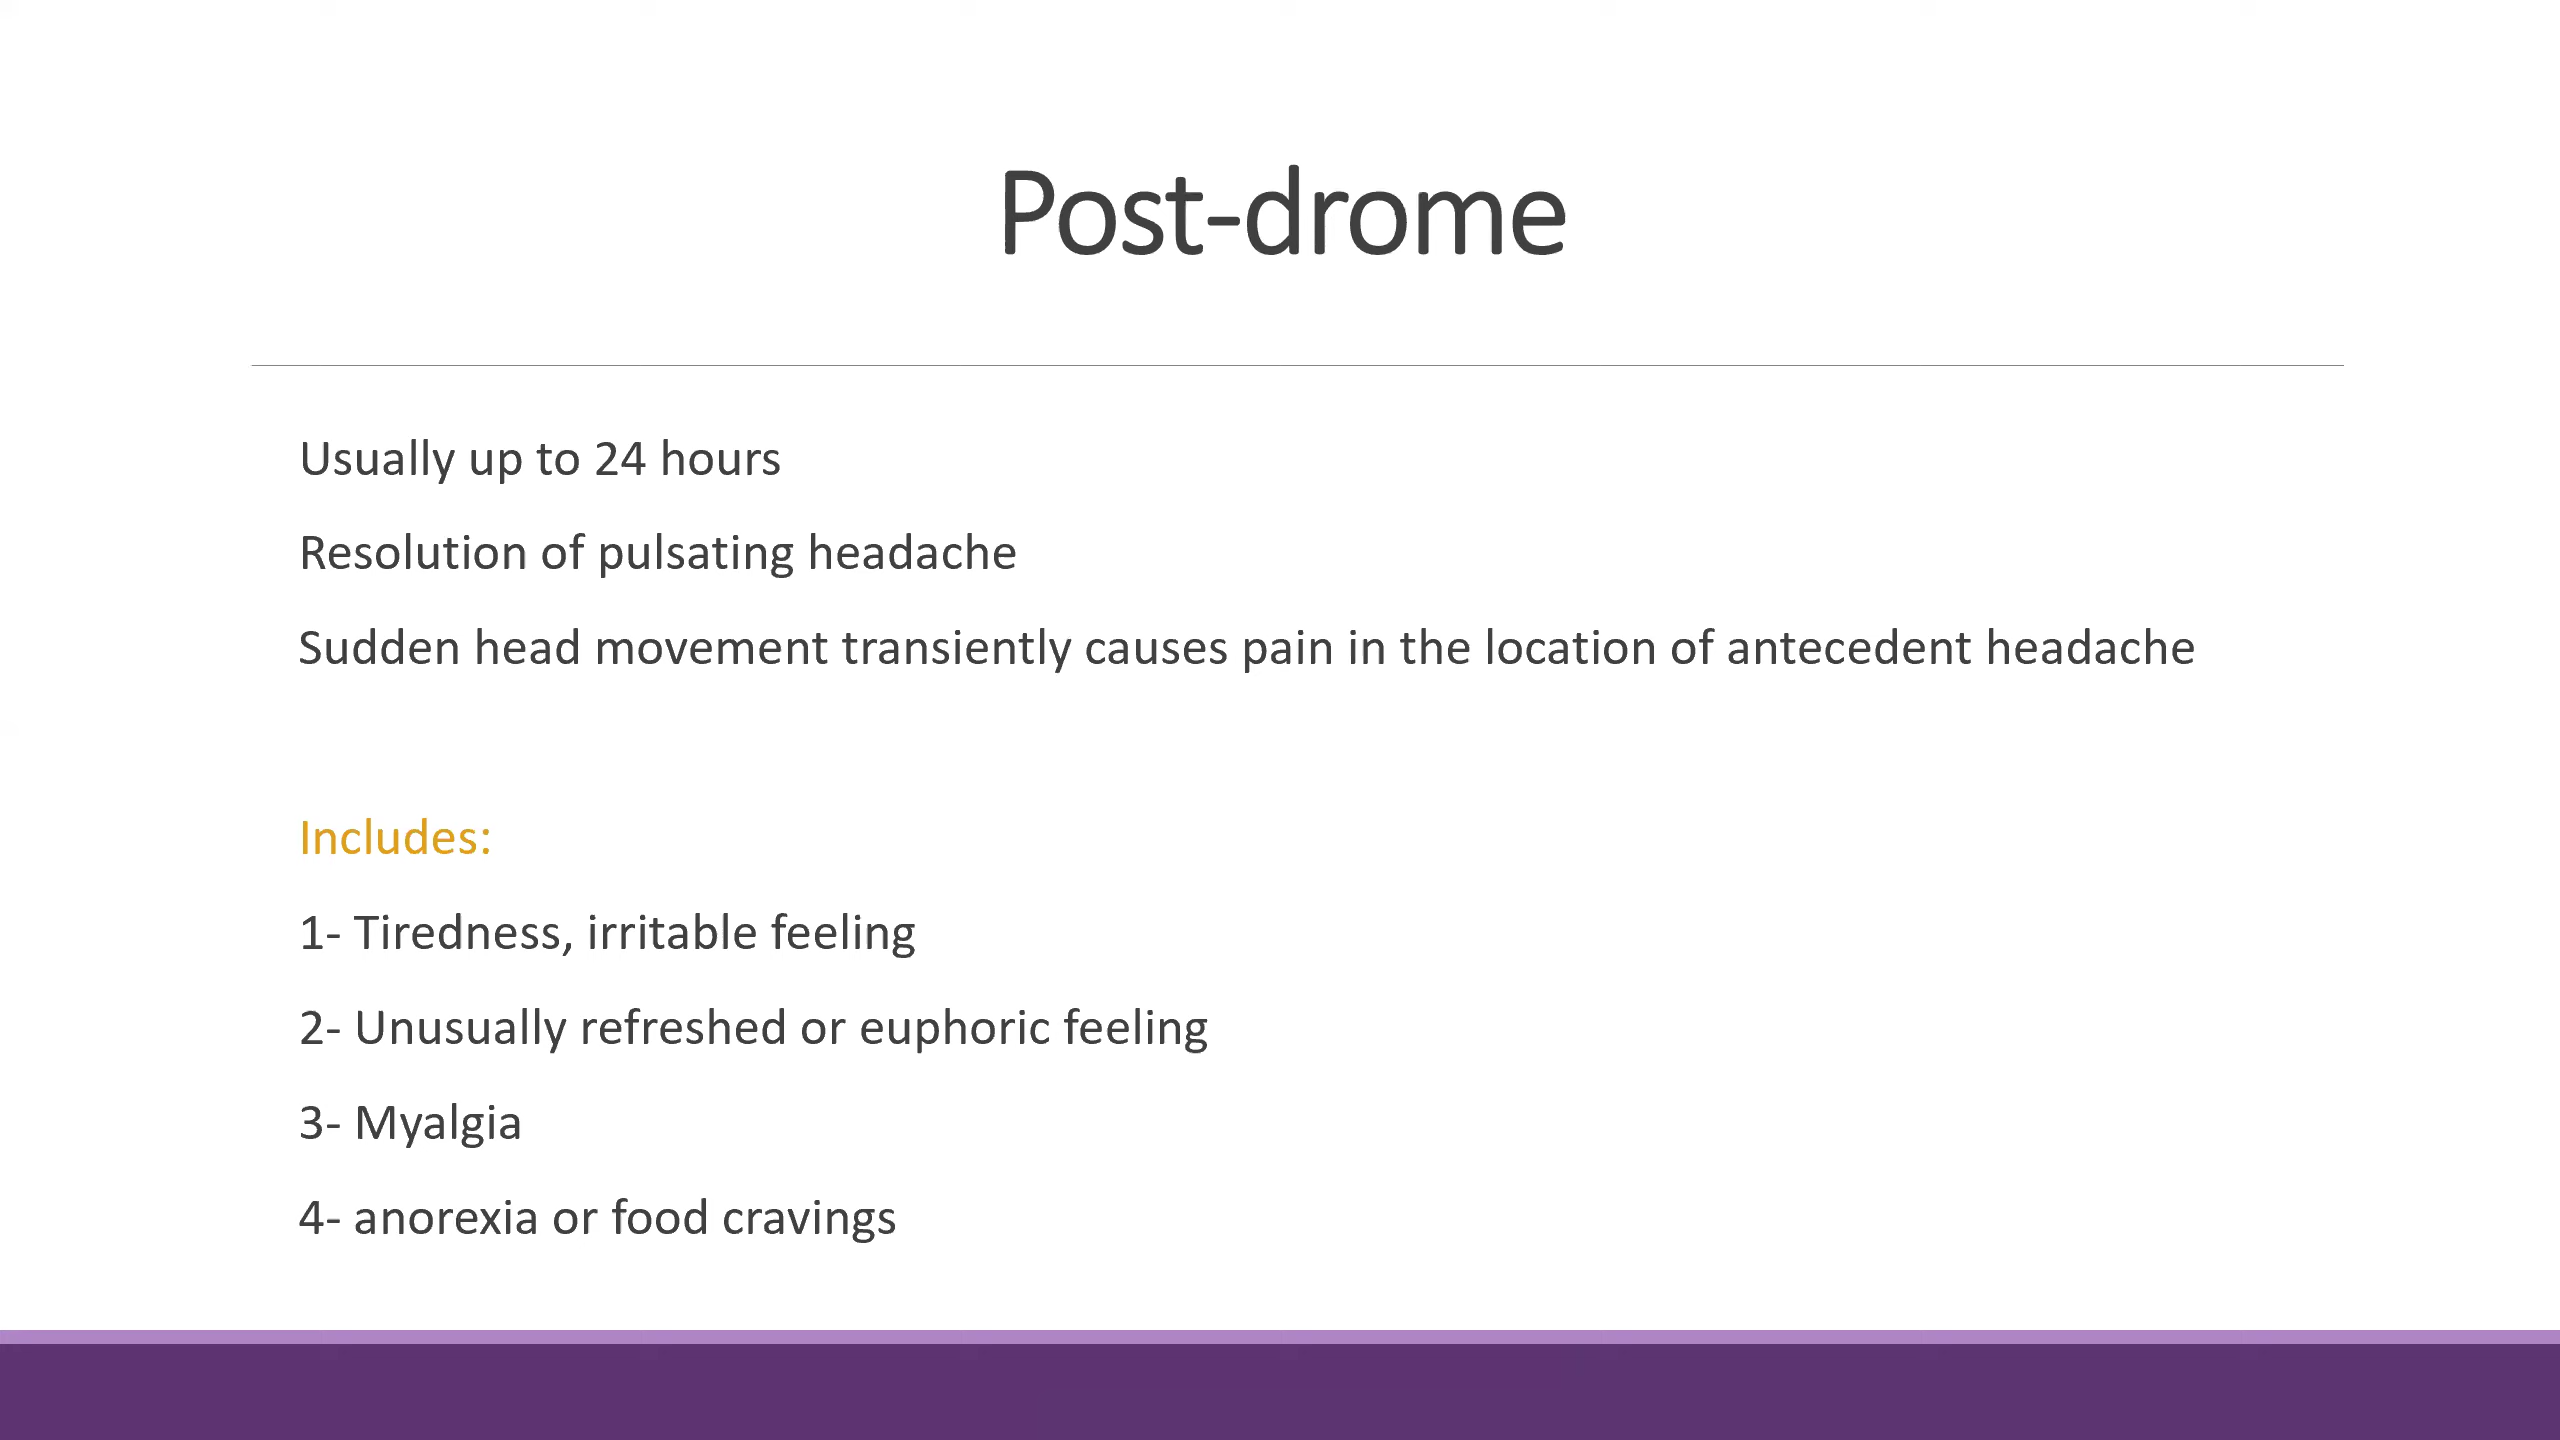 Post-drome
Usually up to 24 hours
Resolution of pulsating headache
Sudden head movement transiently causes pain in the location of antecedent headache
Includes:
1- Tiredness, irritable feeling
2- Unusually refreshed or euphoric feeling
3- Myalgia
4- anorexia or food cravings